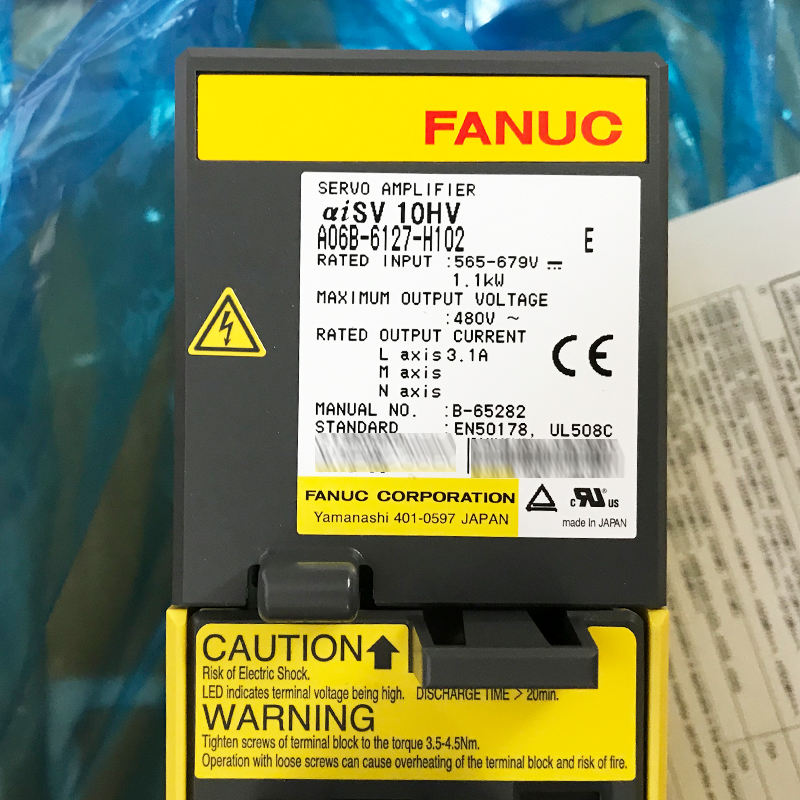 FANUC
SERVO AMPLIFIER
αiSV 10HV
A06B-6127-H102 E
RATED INPUT :565-679V ⎓
1.1kW
MAXIMUM OUTPUT VOLTAGE
:480V ~
RATED OUTPUT CURRENT
L axis 3.1A
M axis
N axis
CE
MANUAL NO. :B-65282
STANDARD :EN50178, UL508C
FANUC CORPORATION
Yamanashi 401-0597 JAPAN
c RU US
made in JAPAN
CAUTION
Risk of Electric Shock.
LED indicates terminal voltage being high. DISCHARGE TIME > 20min.
WARNING
Tighten screws of terminal block to the torque 3.5-4.5Nm.
Operation with loose screws can cause overheating of the terminal block and risk of fire.